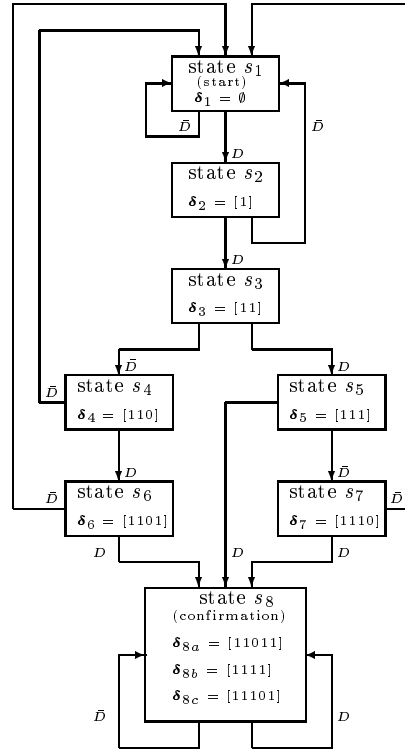 state s₁
(start)
δ₁ = ∅
D̄
D̄
D
state s₂
δ₂ = [1]
D
state s₃
δ₃ = [11]
D̄
D
D̄
state s₄
δ₄ = [110]
state s₅
δ₅ = [111]
D
D̄
state s₆
δ₆ = [1101]
state s₇
δ₇ = [1110]
D̄
D̄
D
D
D
state s₈
(confirmation)
δ₈ₐ = [11011]
δ₈b = [1111]
δ₈c = [11101]
D̄
D